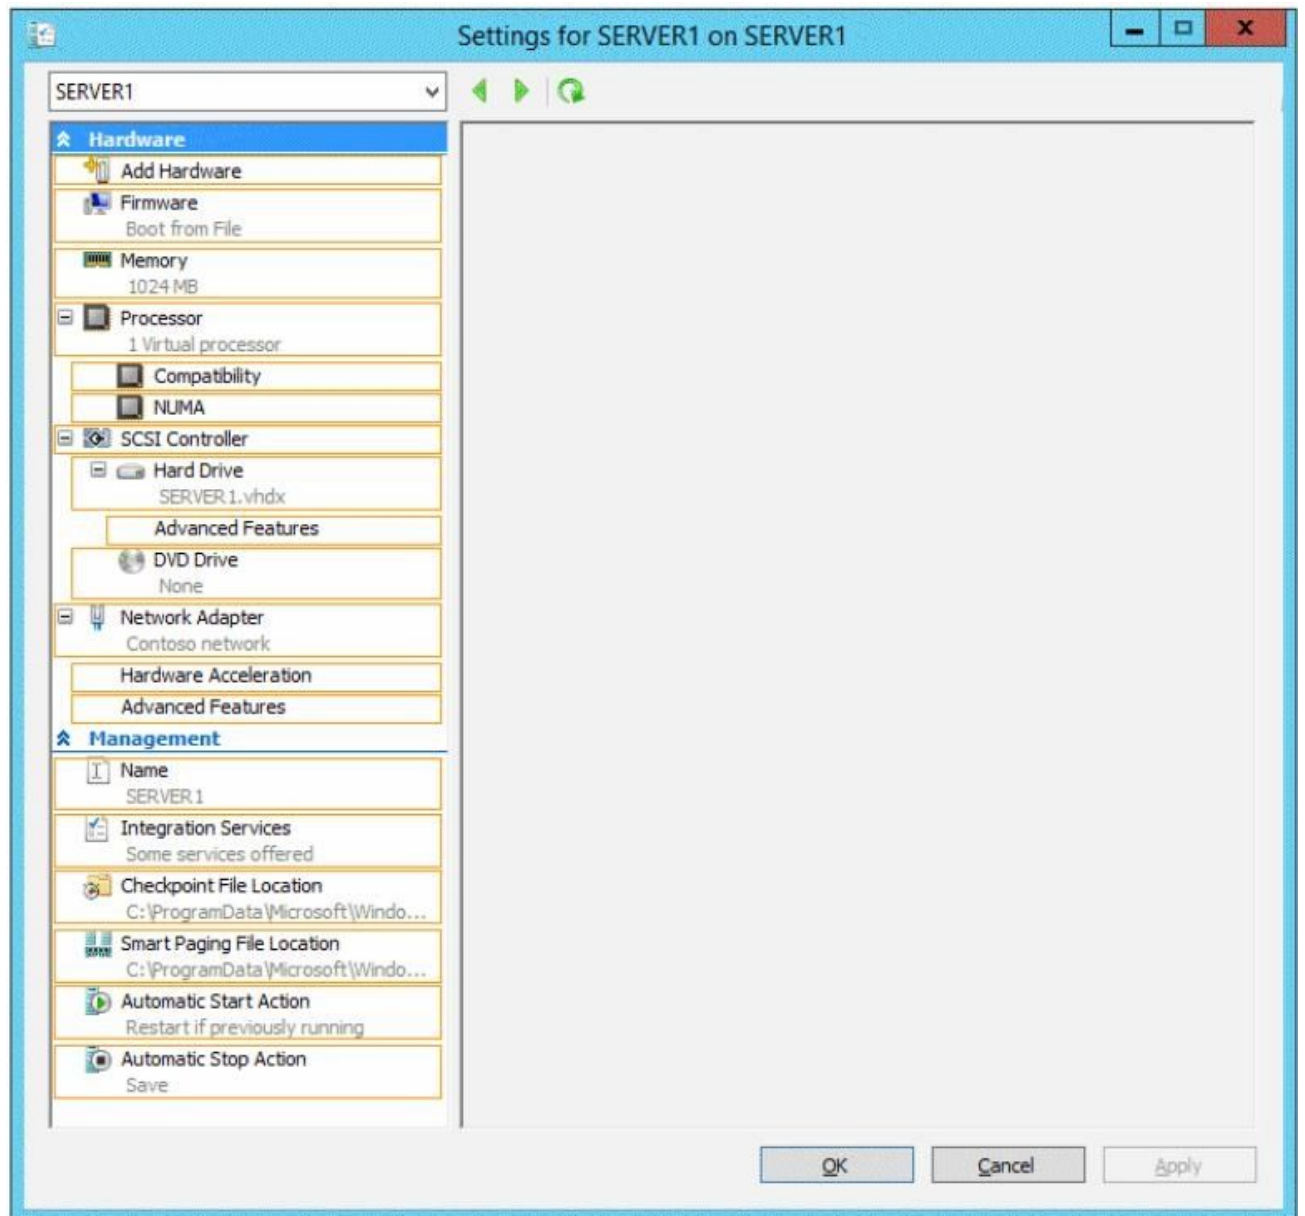 Settings for SERVER1 on SERVER1
SERVER1
Hardware
Add Hardware
Firmware
Boot from File
Memory
1024 MB
Processor
1 Virtual processor
Compatibility
NUMA
SCSI Controller
Hard Drive
SERVER1.vhdx
Advanced Features
DVD Drive
None
Network Adapter
Contoso network
Hardware Acceleration
Advanced Features
Management
Name
SERVER1
Integration Services
Some services offered
Checkpoint File Location
C:\ProgramData\Microsoft\Windo...
Smart Paging File Location
C:\ProgramData\Microsoft\Windo...
Automatic Start Action
Restart if previously running
Automatic Stop Action
Save
OK Cancel Apply